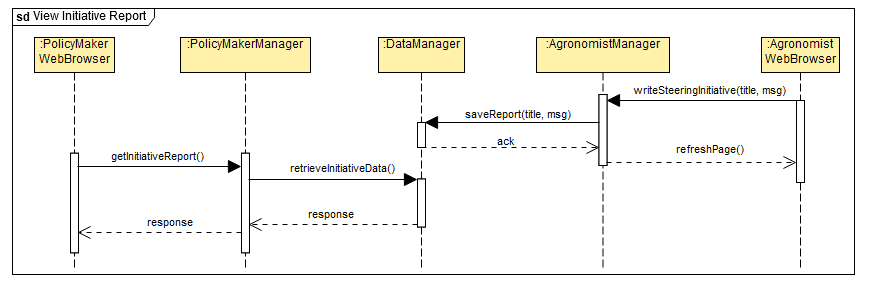 sd View Initiative Report
:PolicyMaker
WebBrowser
:PolicyMakerManager
:DataManager
:AgronomistManager
:Agronomist
WebBrowser
writeSteeringInitiative(title, msg)
saveReport(title, msg)
ack
refreshPage()
getInitiativeReport()
retrieveInitiativeData()
response
response